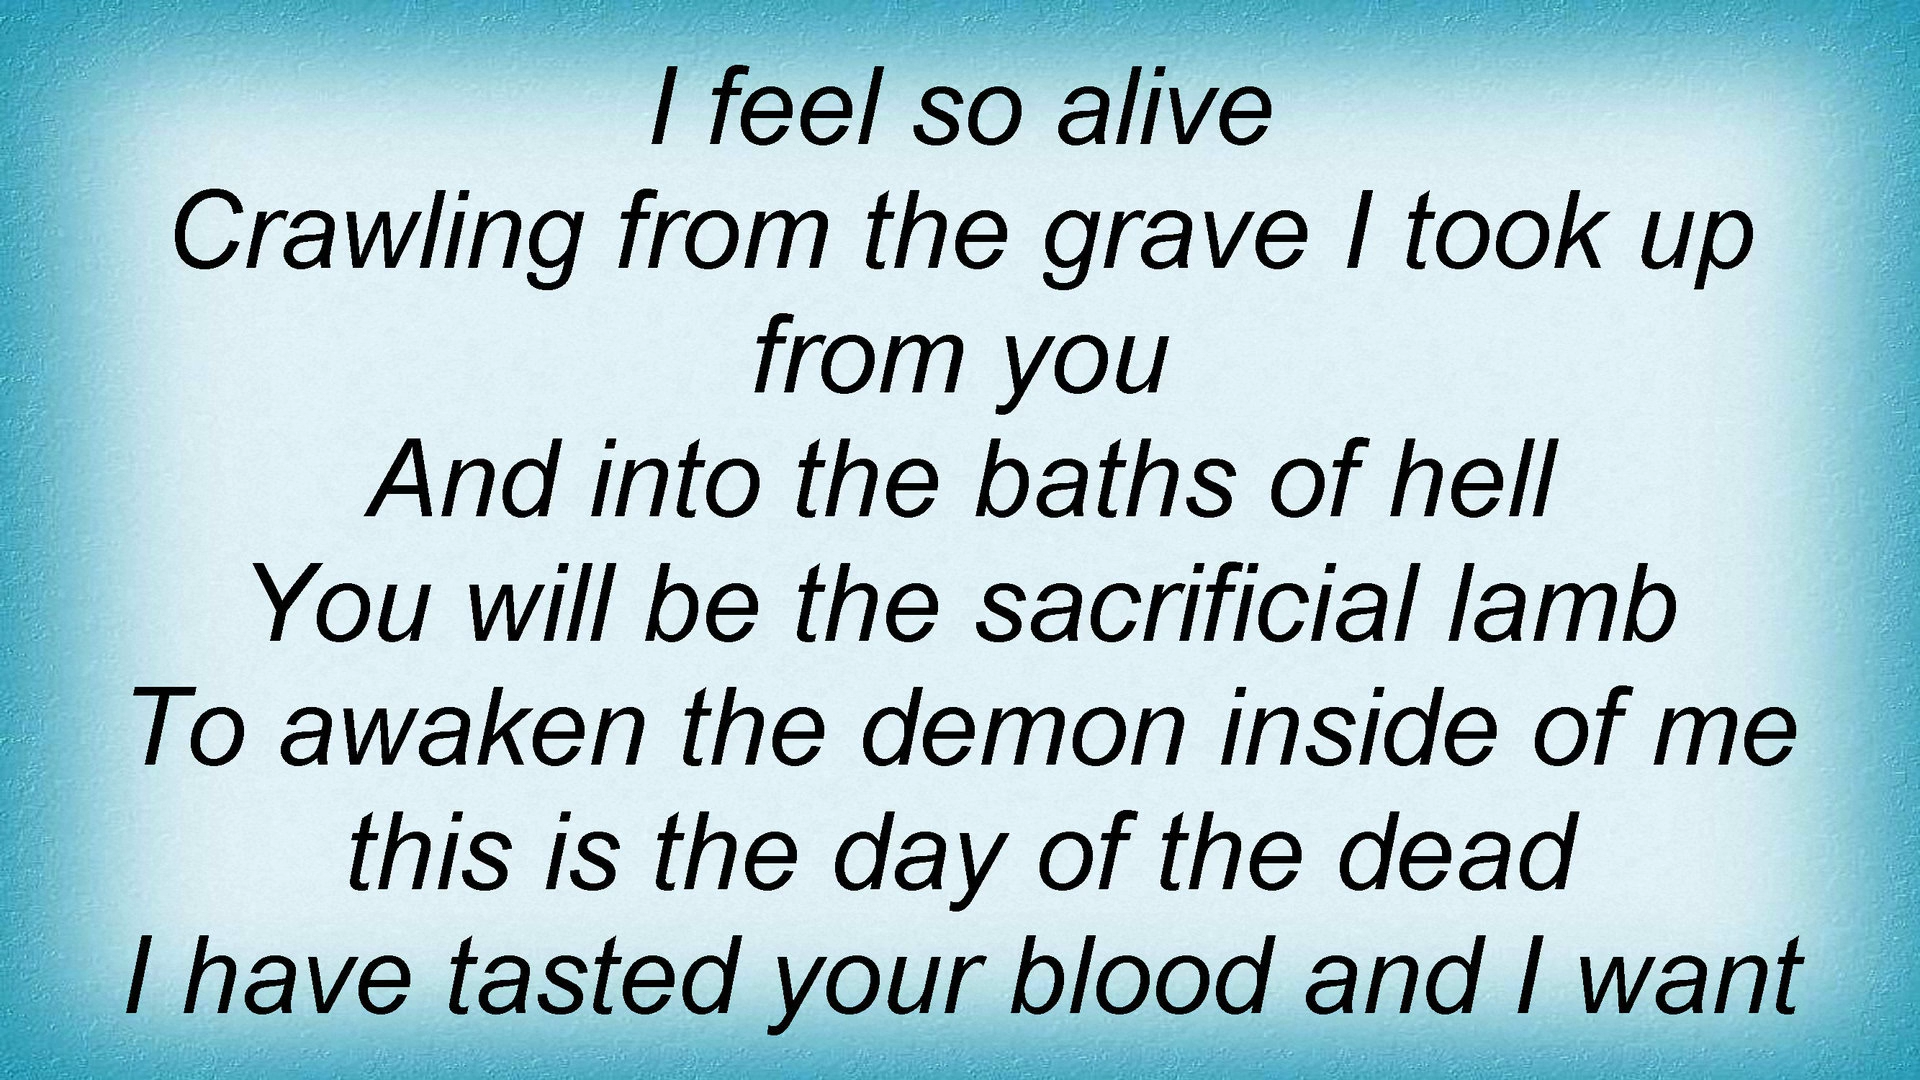 I feel so alive
Crawling from the grave I took up
from you
And into the baths of hell
You will be the sacrificial lamb
To awaken the demon inside of me
this is the day of the dead
I have tasted your blood and I want